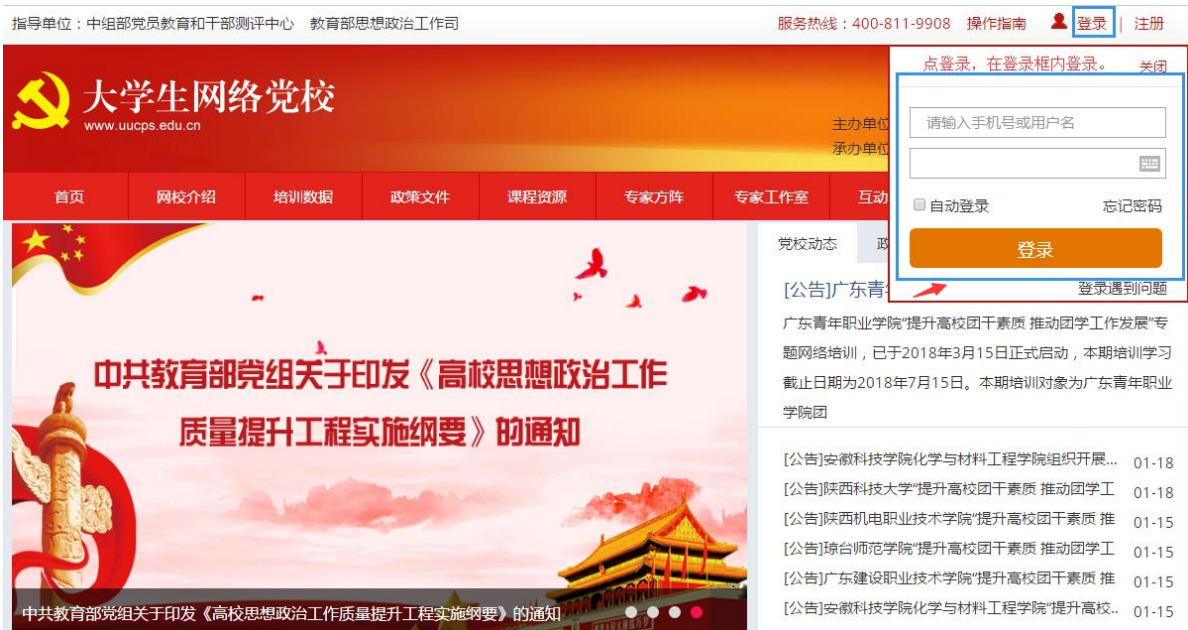 指导单位：中组部党员教育和干部测评中心 教育部思想政治工作司
服务热线：400-811-9908 操作指南 登录 | 注册
大学生网络党校
www.uucps.edu.cn
主办单位
承办单位
点登录，在登录框内登录。 关闭
请输入手机号或用户名
自动登录 忘记密码
登录
登录遇到问题
首页 网校介绍 培训数据 政策文件 课程资源 专家方阵 专家工作室 互动
中共教育部党组关于印发《高校思想政治工作
质量提升工程实施纲要》的通知
中共教育部党组关于印发《高校思想政治工作质量提升工程实施纲要》的通知
党校动态
[公告]广东青
广东青年职业学院“提升高校团干素质 推动团学工作发展”专
题网络培训，已于2018年3月15日正式启动，本期培训学习
截止日期为2018年7月15日。本期培训对象为广东青年职业
学院团
[公告]安徽科技学院化学与材料工程学院组织开展... 01-18
[公告]陕西科技大学“提升高校团干素质 推动团学工 01-18
[公告]陕西机电职业技术学院“提升高校团干素质 推 01-15
[公告]琼台师范学院“提升高校团干素质 推动团学工 01-15
[公告]广东建设职业技术学院“提升高校团干素质 推 01-15
[公告]安徽科技学院化学与材料工程学院“提升高校.. 01-15